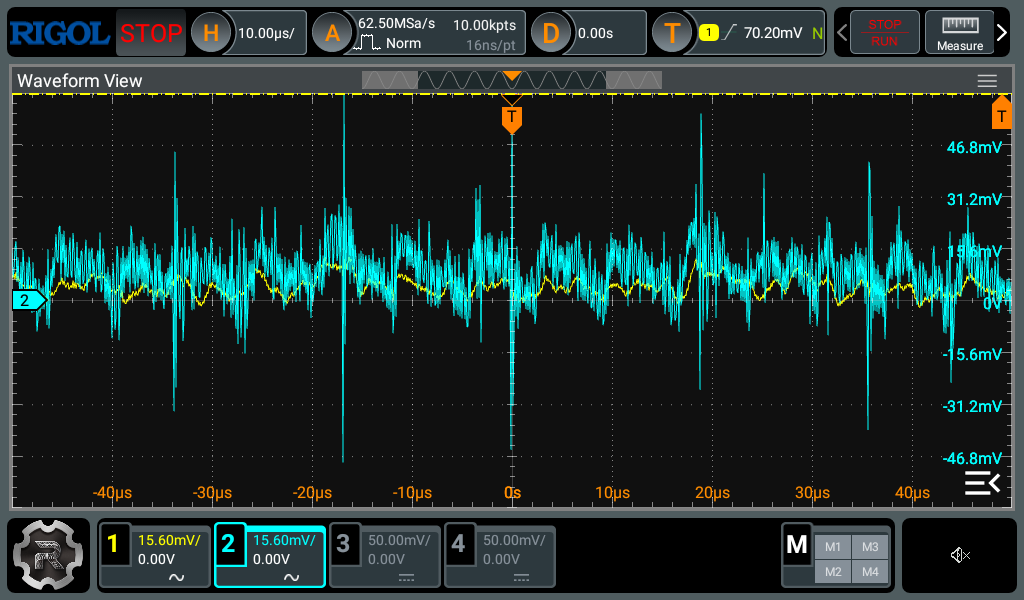 RIGOL STOP H 10.00µs/ A 62.50MSa/s 10.00kpts Norm 16ns/pt D 0.00s T 1 70.20mV N STOP RUN Measure
Waveform View
T
T
46.8mV
31.2mV
15.6mV
2
0V
-15.6mV
-31.2mV
-46.8mV
-40µs -30µs -20µs -10µs 0s 10µs 20µs 30µs 40µs
1 15.60mV/ 2 15.60mV/ 3 50.00mV/ 4 50.00mV/ M M1 M3
0.00V 0.00V 0.00V 0.00V M2 M4
R